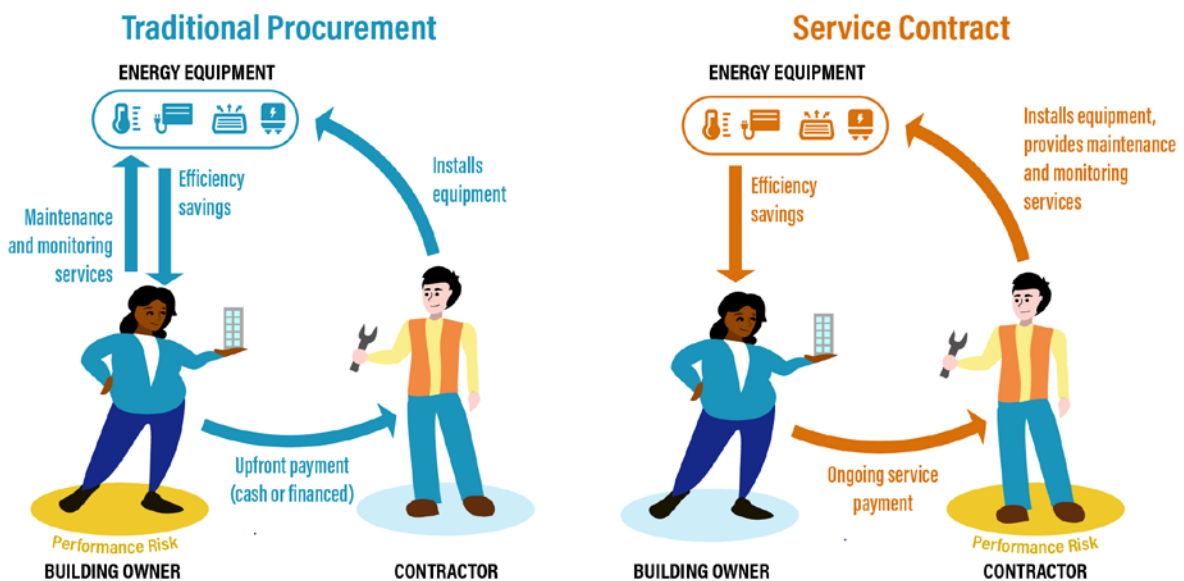 Traditional Procurement
ENERGY EQUIPMENT
Efficiency
savings
Installs
equipment
Maintenance
and monitoring
services
Upfront payment
(cash or financed)
Performance Risk
BUILDING OWNER
CONTRACTOR
Service Contract
ENERGY EQUIPMENT
Installs equipment,
provides maintenance
and monitoring
services
Efficiency
savings
Ongoing service
payment
Performance Risk
BUILDING OWNER
CONTRACTOR